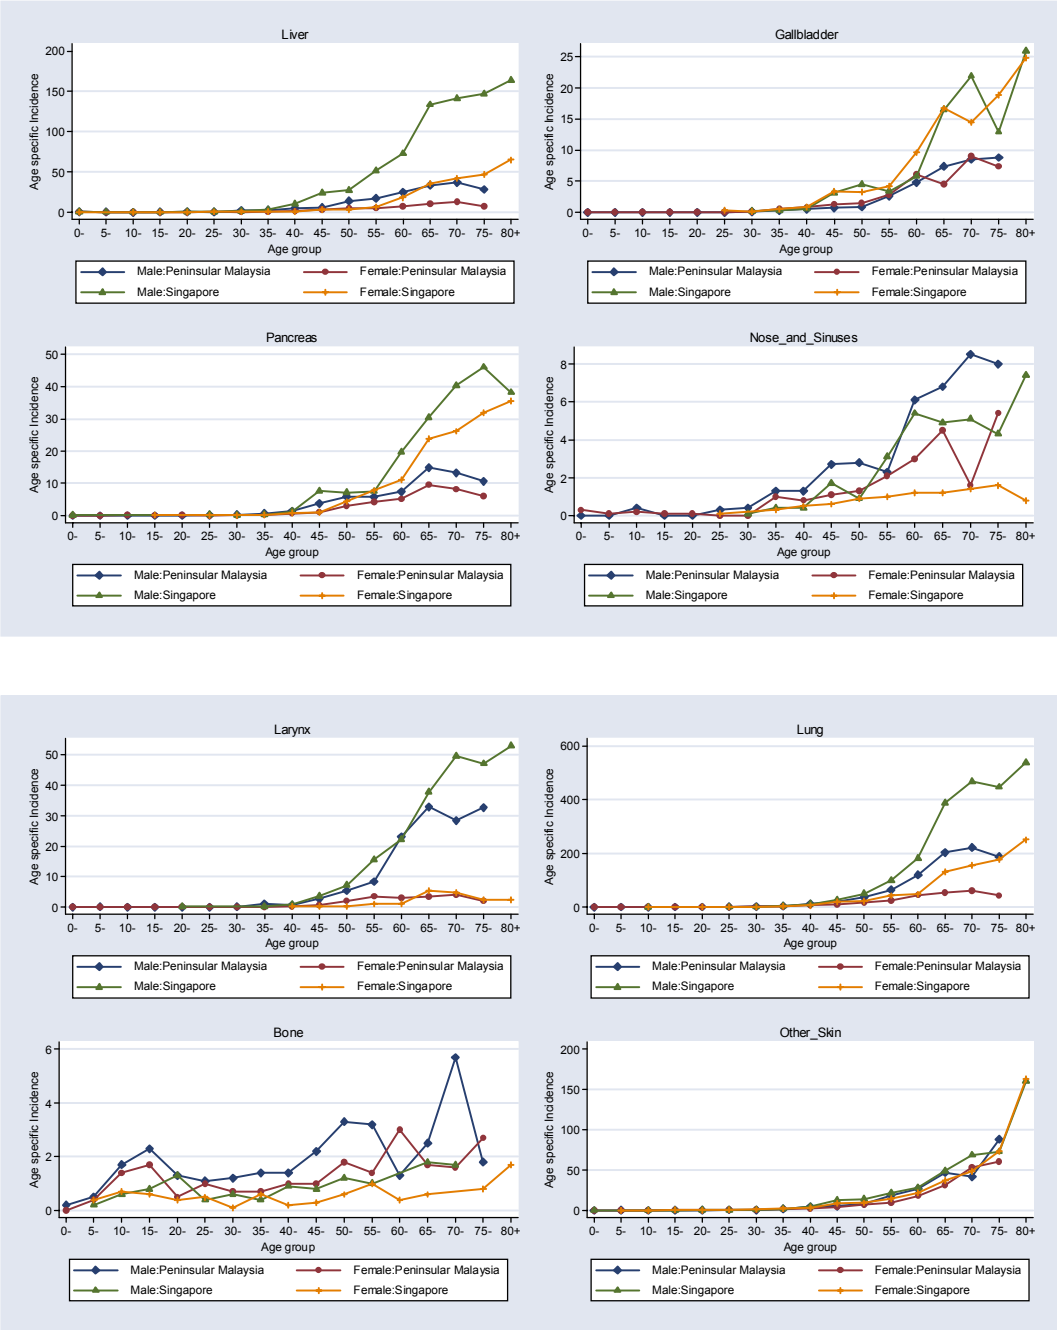 Liver
Age specific Incidence
200
150
100
50
0
0- 5- 10- 15- 20- 25- 30- 35- 40- 45- 50- 55- 60- 65- 70- 75- 80+
Age group
Male:Peninsular Malaysia Female:Peninsular Malaysia
Male:Singapore Female:Singapore
Gallbladder
Age specific Incidence
25
20
15
10
5
0
0- 5- 10- 15- 20- 25- 30- 35- 40- 45- 50- 55- 60- 65- 70- 75- 80+
Age group
Male:Peninsular Malaysia Female:Peninsular Malaysia
Male:Singapore Female:Singapore
Pancreas
Age specific Incidence
50
40
30
20
10
0
0- 5- 10- 15- 20- 25- 30- 35- 40- 45- 50- 55- 60- 65- 70- 75- 80+
Age group
Male:Peninsular Malaysia Female:Peninsular Malaysia
Male:Singapore Female:Singapore
Nose_and_Sinuses
Age specific Incidence
8
6
4
2
0
0- 5- 10- 15- 20- 25- 30- 35- 40- 45- 50- 55- 60- 65- 70- 75- 80+
Age group
Male:Peninsular Malaysia Female:Peninsular Malaysia
Male:Singapore Female:Singapore
Larynx
Age specific Incidence
50
40
30
20
10
0
0- 5- 10- 15- 20- 25- 30- 35- 40- 45- 50- 55- 60- 65- 70- 75- 80+
Age group
Male:Peninsular Malaysia Female:Peninsular Malaysia
Male:Singapore Female:Singapore
Lung
Age specific Incidence
600
400
200
0
0- 5- 10- 15- 20- 25- 30- 35- 40- 45- 50- 55- 60- 65- 70- 75- 80+
Age group
Male:Peninsular Malaysia Female:Peninsular Malaysia
Male:Singapore Female:Singapore
Bone
Age specific Incidence
6
4
2
0
0- 5- 10- 15- 20- 25- 30- 35- 40- 45- 50- 55- 60- 65- 70- 75- 80+
Age group
Male:Peninsular Malaysia Female:Peninsular Malaysia
Male:Singapore Female:Singapore
Other_Skin
Age specific Incidence
200
150
100
50
0
0- 5- 10- 15- 20- 25- 30- 35- 40- 45- 50- 55- 60- 65- 70- 75- 80+
Age group
Male:Peninsular Malaysia Female:Peninsular Malaysia
Male:Singapore Female:Singapore